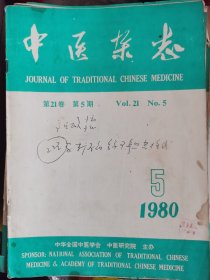 中医杂志
JOURNAL OF TRADITIONAL CHINESE MEDICINE
第21卷 第5期 Vol. 21 No. 5
5
1980
中华全国中医学会 中医研究院 主办
SPONSOR: NATIONAL ASSOCIATION OF TRADITIONAL CHINESE
MEDICINE & ACADEMY OF TRADITIONAL CHINESE MEDICINE